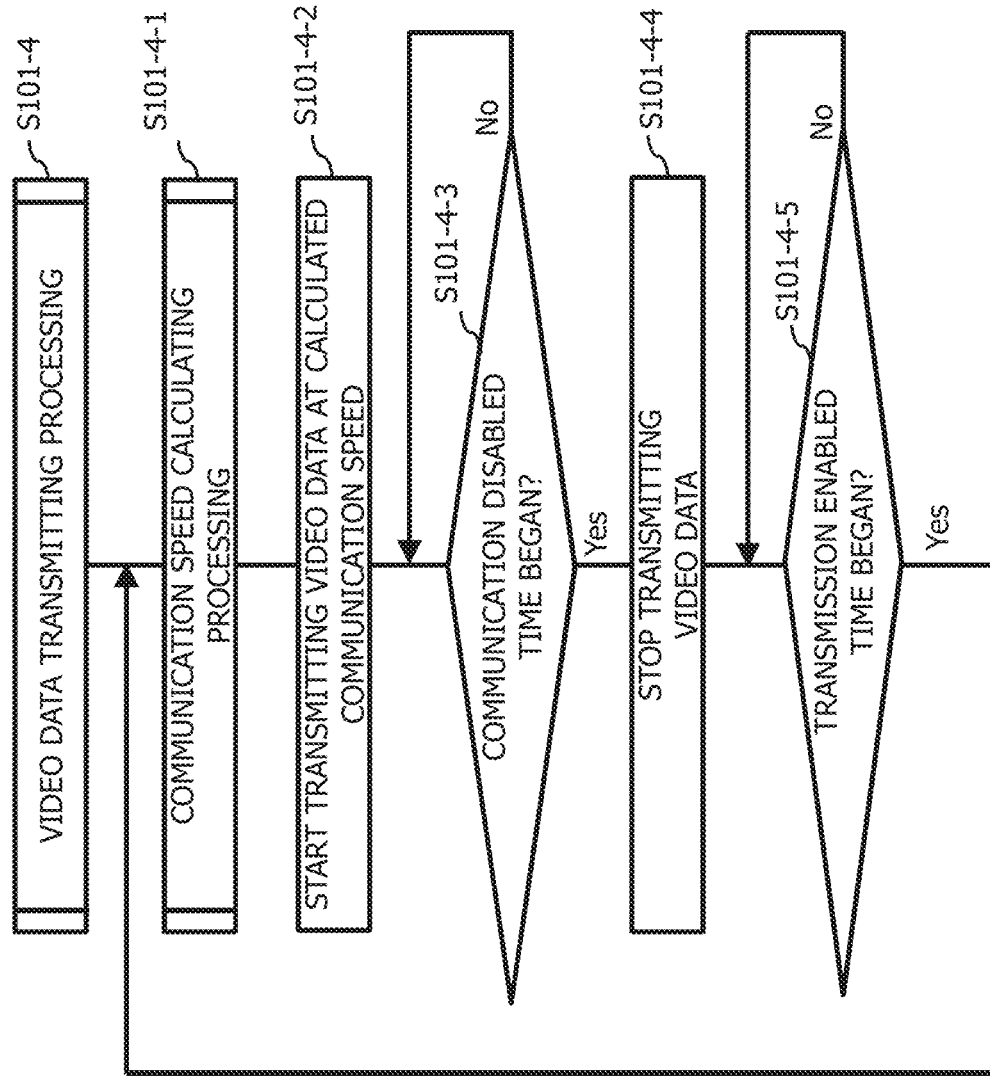 VIDEO DATA TRANSMITTING PROCESSING
S101-4
COMMUNICATION SPEED CALCULATING
PROCESSING
S101-4-1
START TRANSMITTING VIDEO DATA AT CALCULATED
COMMUNICATION SPEED
S101-4-2
COMMUNICATION DISABLED
TIME BEGAN?
S101-4-3
No
Yes
STOP TRANSMITTING
VIDEO DATA
S101-4-4
TRANSMISSION ENABLED
TIME BEGAN?
S101-4-5
No
Yes